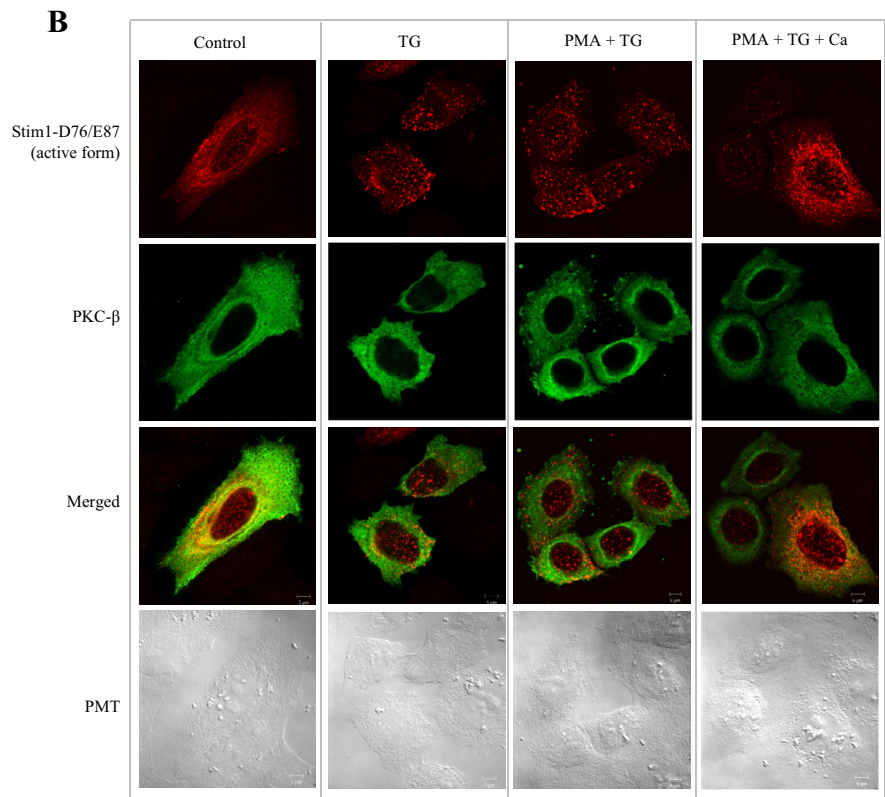 B
Control
TG
PMA + TG
PMA + TG + Ca
Stim1-D76/E87
(active form)
PKC-β
Merged
PMT